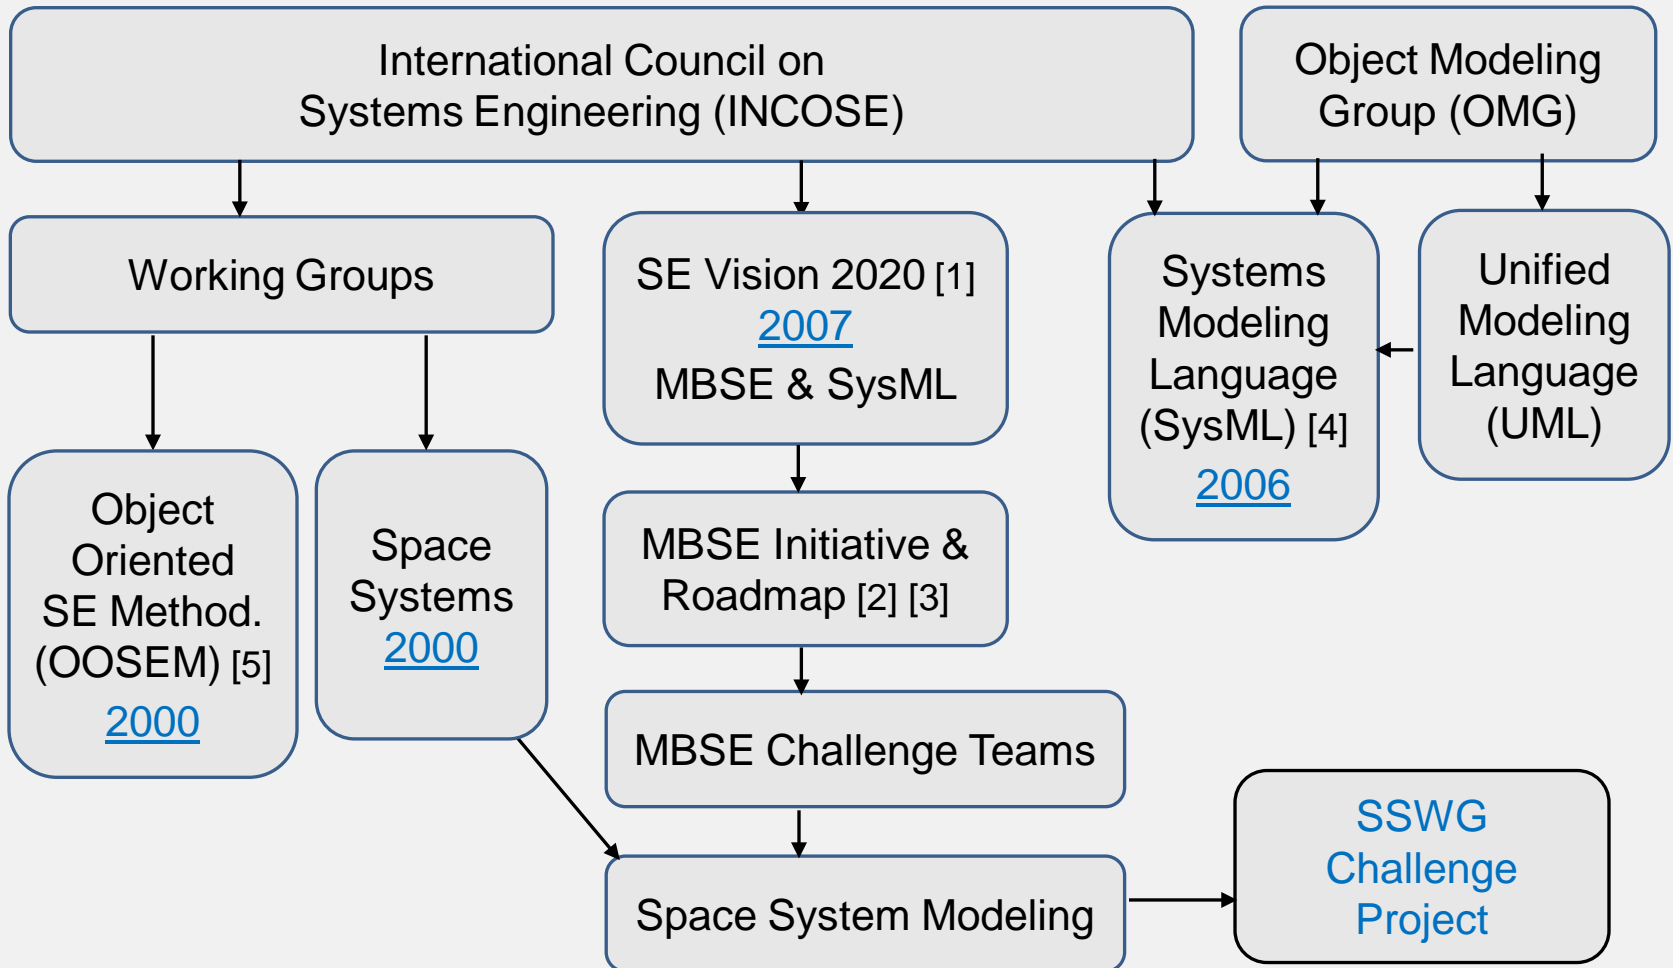 International Council on
Systems Engineering (INCOSE)
Object Modeling
Group (OMG)
Working Groups
SE Vision 2020 [1]
2007
MBSE & SysML
Systems
Modeling
Language
(SysML) [4]
2006
Unified
Modeling
Language
(UML)
Object
Oriented
SE Method.
(OOSEM) [5]
2000
Space
Systems
2000
MBSE Initiative &
Roadmap [2] [3]
MBSE Challenge Teams
Space System Modeling
SSWG
Challenge
Project